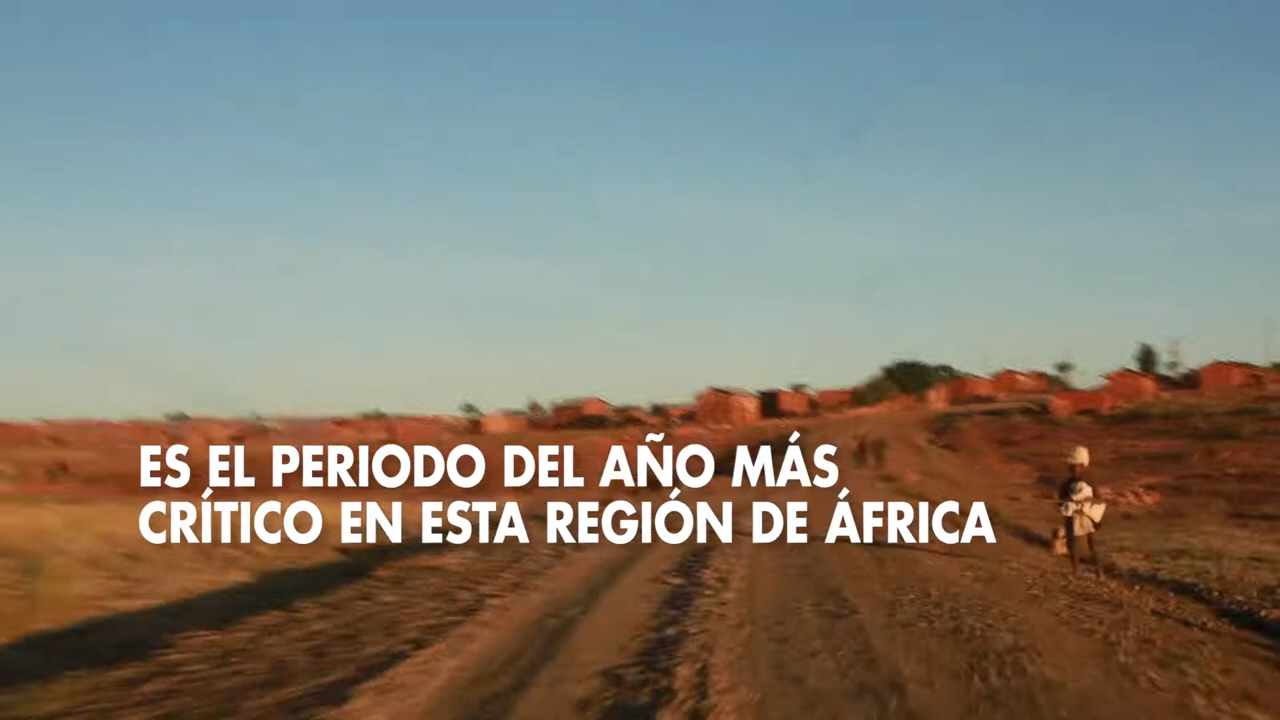 ES EL PERIODO DEL AÑO MÁS
CRÍTICO EN ESTA REGIÓN DE ÁFRICA